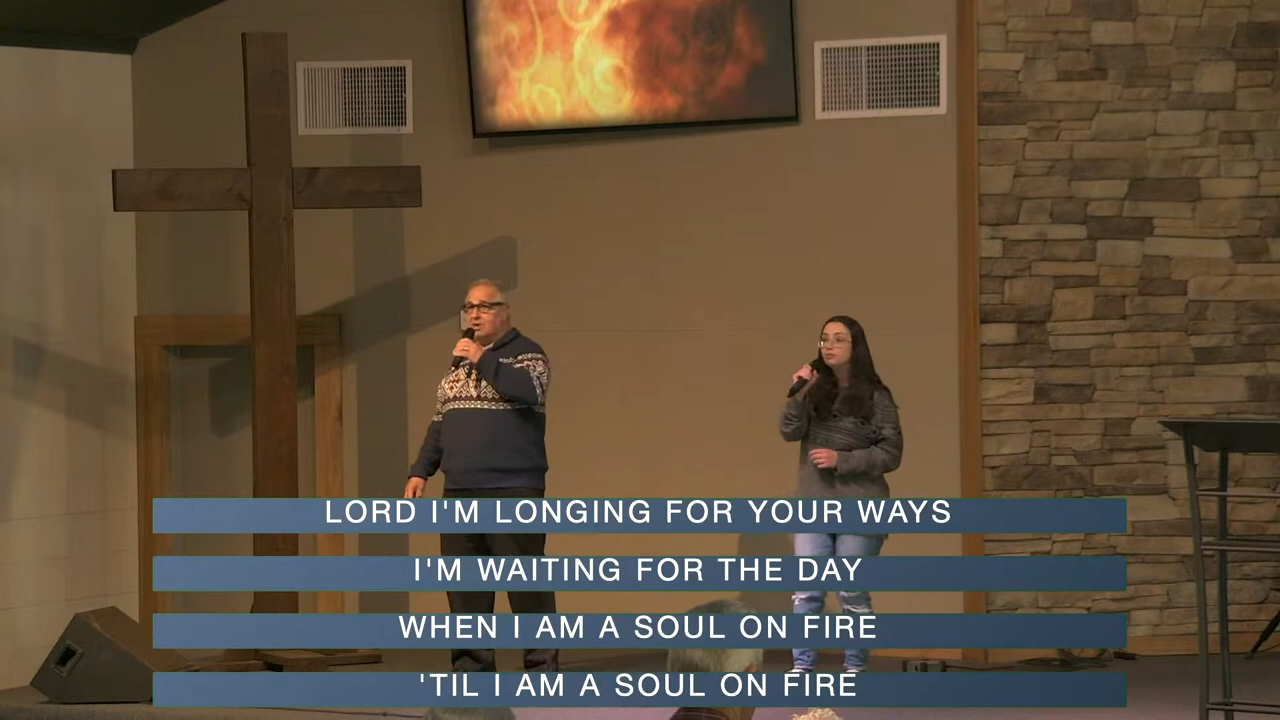 LORD I'M LONGING FOR YOUR WAYS
I'M WAITING FOR THE DAY
WHEN I AM A SOUL ON FIRE
'TIL I AM A SOUL ON FIRE